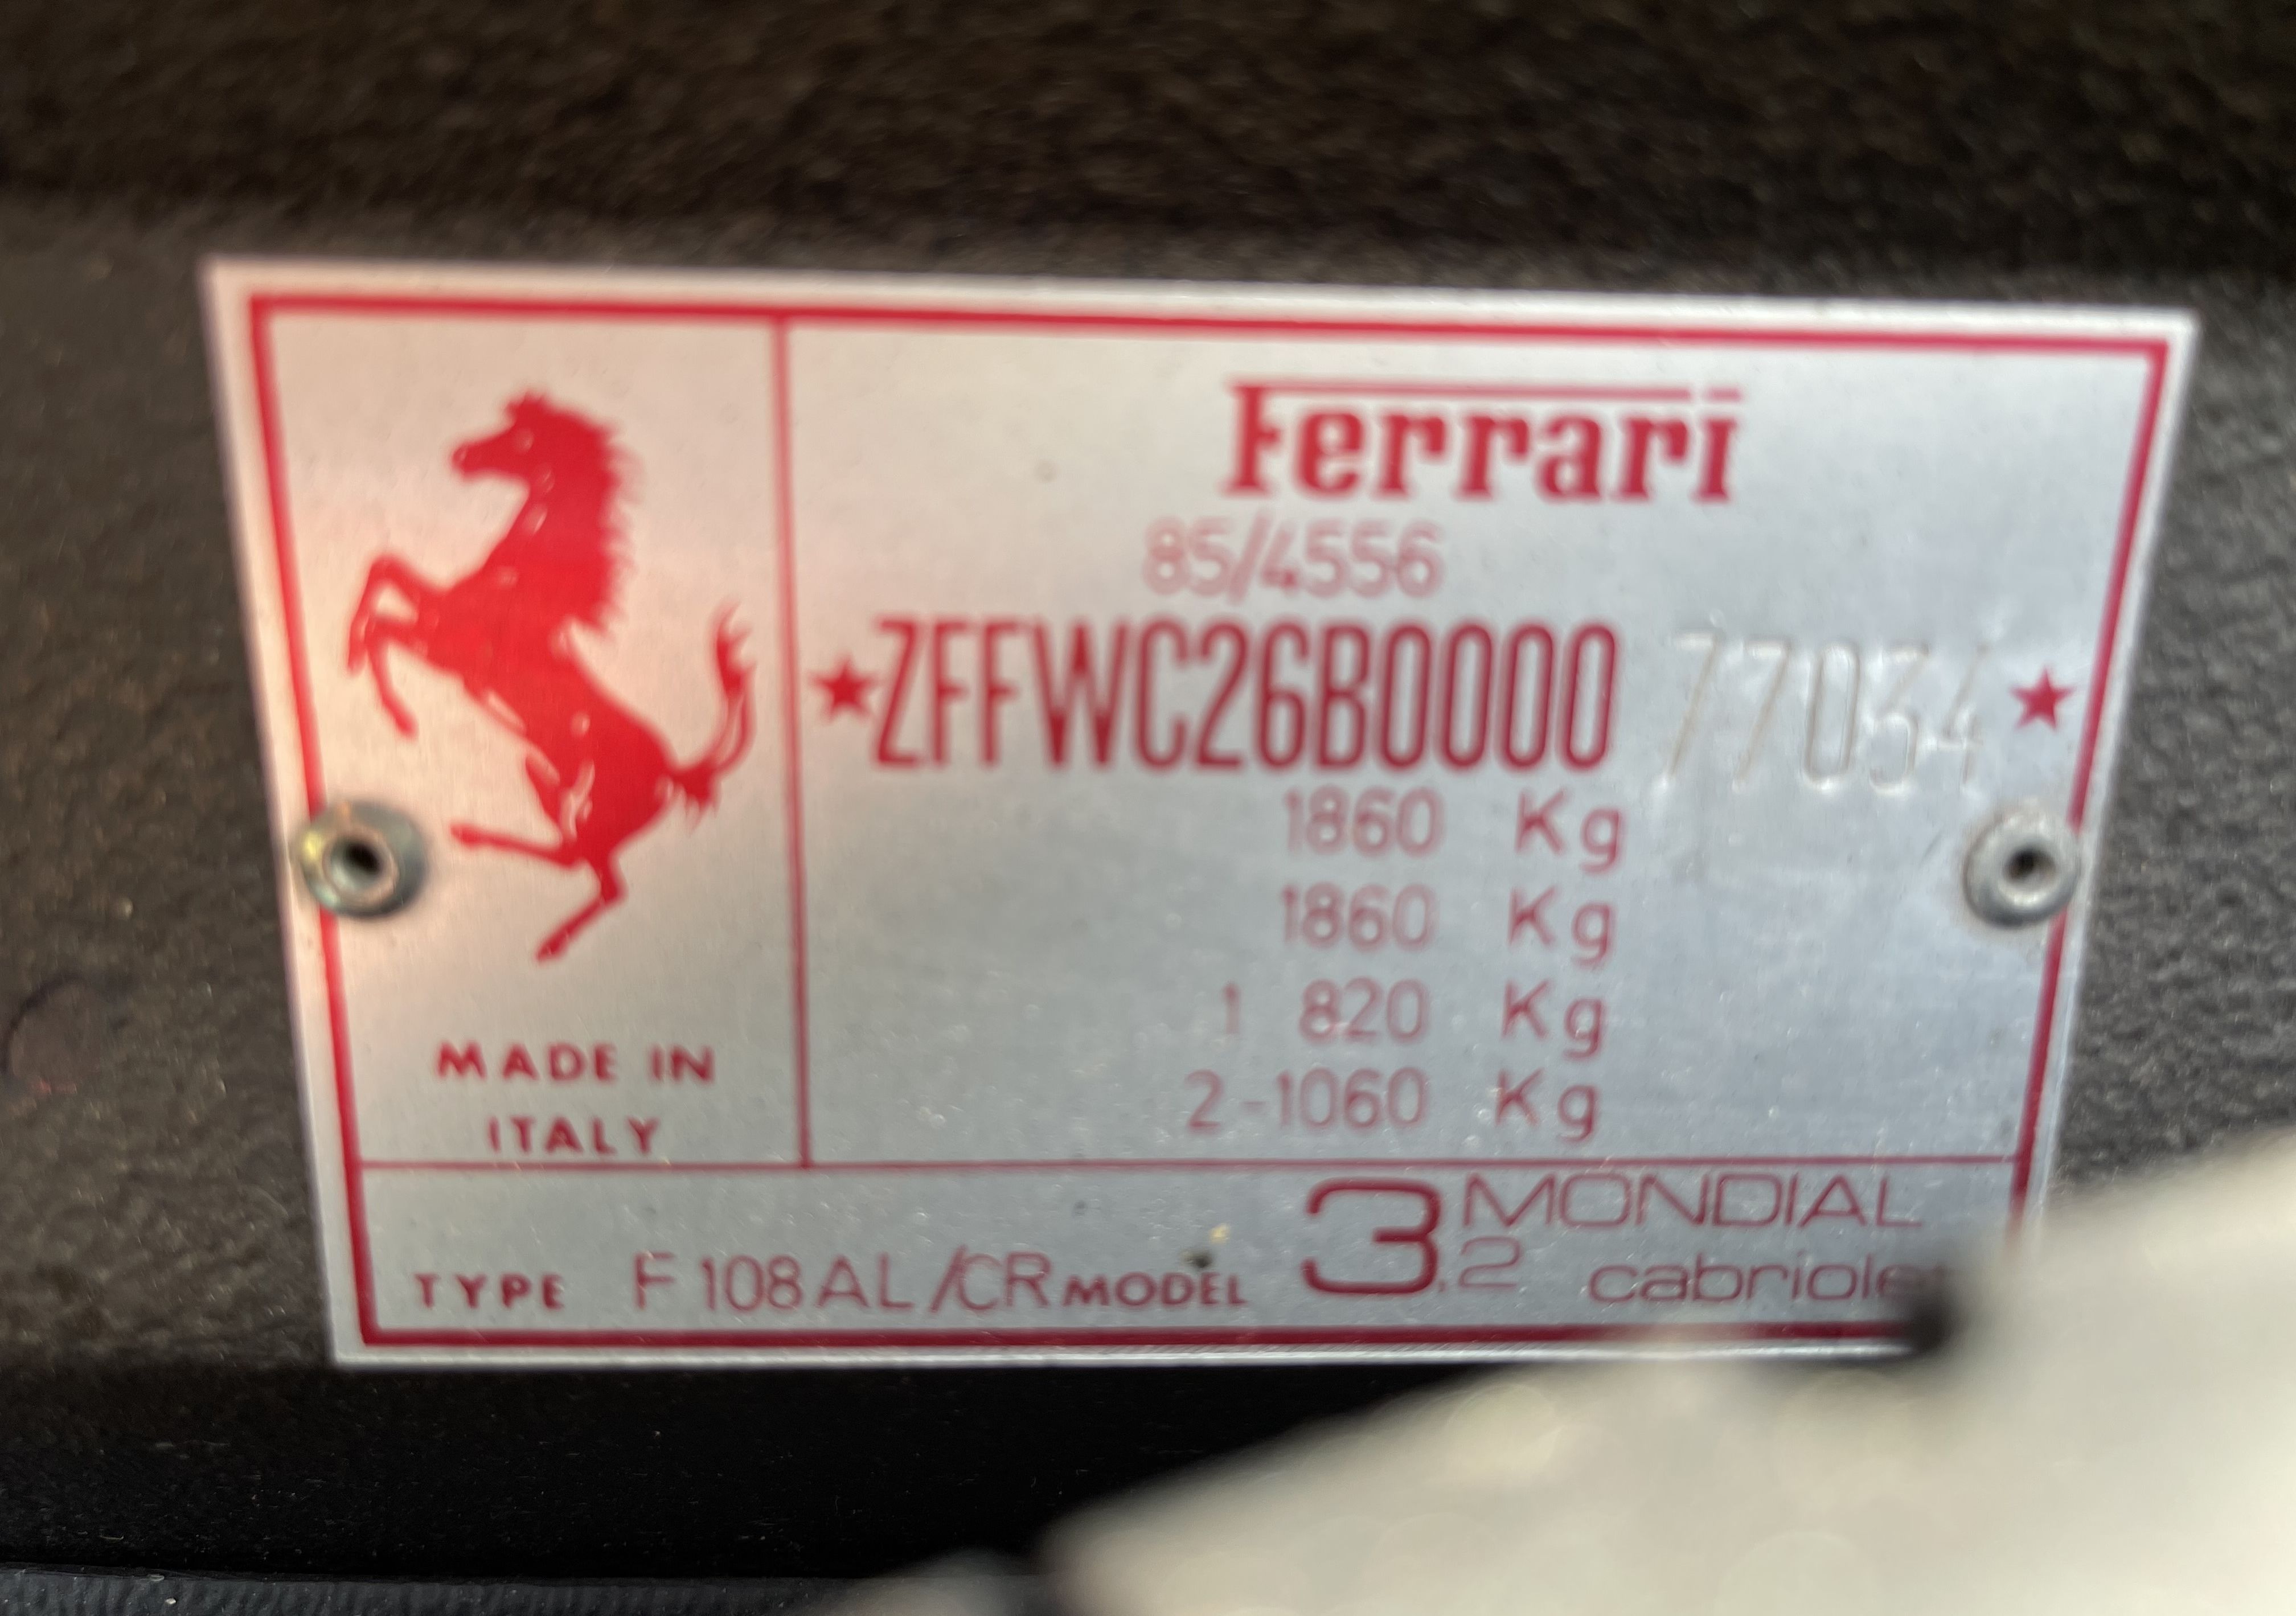 Ferrari
85/4556
★ZFFWC26B0000 77034★
1860 Kg
1860 Kg
1 820 Kg
2-1060 Kg
MADE IN
ITALY
TYPE F 108 AL/CR MODEL 3.2 MONDIAL
cabriolet